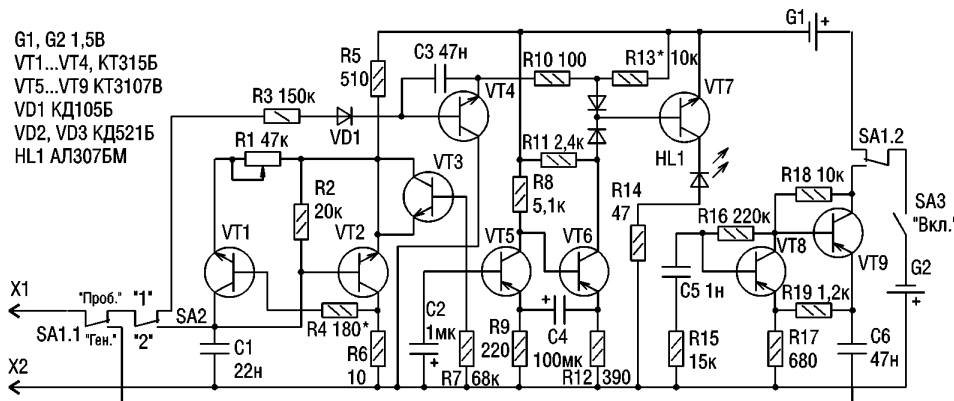 G1, G2 1,5В
VT1...VT4, КТ315Б
VT5...VT9 КТ3107В
VD1 КД105Б
VD2, VD3 КД521Б
HL1 АЛ307БМ
G1
+
R5
510
C3 47н
R10 100
R13* 10к
R3 150к
VD1
VT4
VT7
R1 47к
R11 2,4к
HL1
SA1.2
VT3
R2
20к
R8
5,1к
R14
47
R18 10к
R16 220к
SA3
"Вкл."
VT1
VT2
VT5
VT6
VT8
VT9
G2
+
X1
"Проб."
"1"
SA1.1
"Ген."
"2"
SA2
R4 180*
C2
1мк
+
C5 1н
R19 1,2к
C1
22н
R6
10
R7 68к
R9
220
+
C4
100мк
R12 390
R15
15к
R17
680
C6
47н
X2